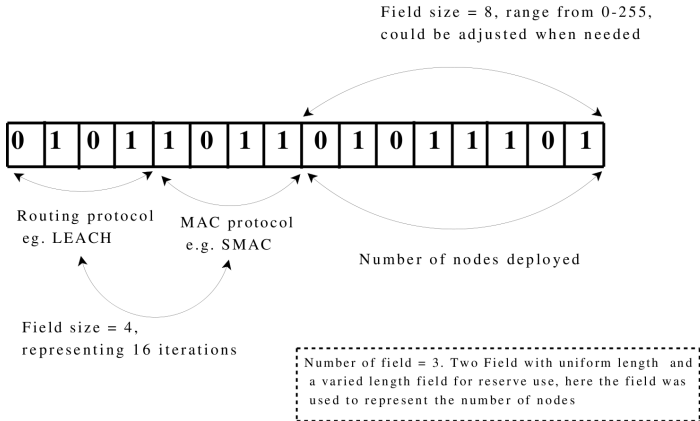 Field size = 8, range from 0-255,
could be adjusted when needed
0 1 0 1 1 0 1 1 0 1 0 1 1 1 0 1
Routing protocol
eg. LEACH
MAC protocol
e.g. SMAC
Number of nodes deployed
Field size = 4,
representing 16 iterations
Number of field = 3. Two Field with uniform length and
a varied length field for reserve use, here the field was
used to represent the number of nodes